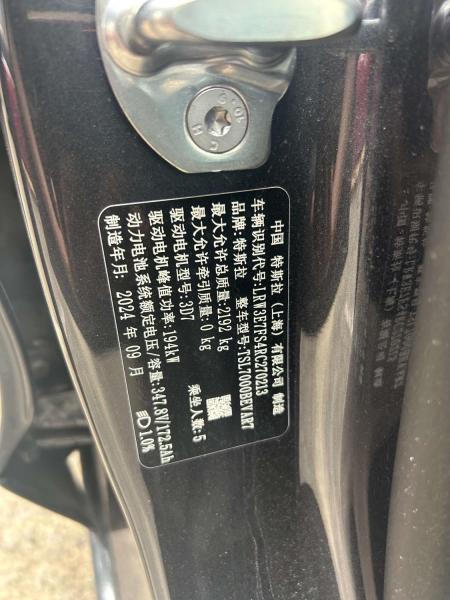 中国 特斯拉 (上海) 有限公司 制造
车辆识别代号:LRW3E7FS4RC270213
品牌:特斯拉 整车型号:TSL7000BEVAR7
最大允许总质量:2192 kg
最大允许牵引质量:0 kg 乘坐人数:5
驱动电机型号:3D7
驱动电机峰值功率:194kW
动力电池系统额定电压/容量:347.8V/172.5Ah
制造年月: 2024 年 09 月 1.0%
10.9